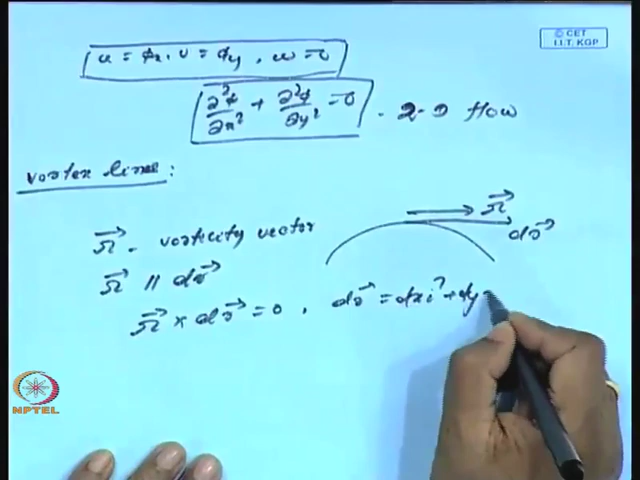 © CET
I.I.T. KGP
u = ϕₓ, v = ϕᵧ, w = 0
∂²ϕ/∂x² + ∂²ϕ/∂y² = 0 . 2-D flow
vortex lines :
Ω⃗ - vorticity vector
Ω⃗
dr⃗
Ω⃗ // dr⃗
Ω⃗ × dr⃗ = 0 , dr⃗ = dx î + dy
NPTEL